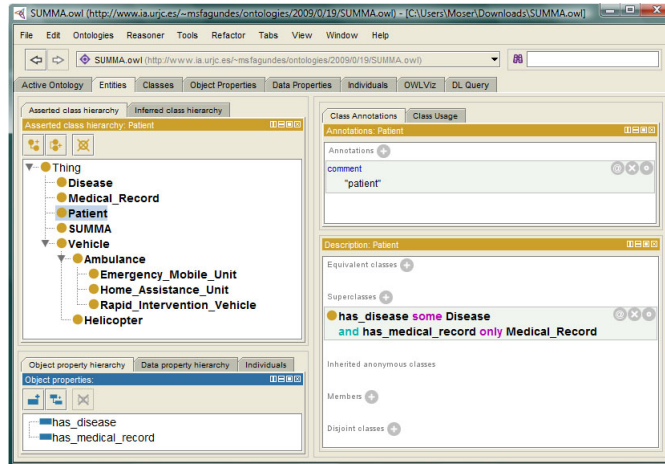 SUMMA.owl (http://www.ia.urjc.es/~msfagundes/ontologies/2009/0/19/SUMMA.owl) - [C:\Users\Moser\Downloads\SUMMA.owl]
File Edit Ontologies Reasoner Tools Refactor Tabs View Window Help
SUMMA.owl (http://www.ia.urjc.es/~msfagundes/ontologies/2009/0/19/SUMMA.owl)
Active Ontology Entities Classes Object Properties Data Properties Individuals OWLViz DL Query
Asserted class hierarchy Inferred class hierarchy
Asserted class hierarchy: Patient
Thing
Disease
Medical_Record
Patient
SUMMA
Vehicle
Ambulance
Emergency_Mobile_Unit
Home_Assistance_Unit
Rapid_Intervention_Vehicle
Helicopter
Object property hierarchy Data property hierarchy Individuals
Object properties:
has_disease
has_medical_record
Class Annotations Class Usage
Annotations: Patient
Annotations
comment
"patient"
Description: Patient
Equivalent classes
Superclasses
has_disease some Disease
and has_medical_record only Medical_Record
Inherited anonymous classes
Members
Disjoint classes